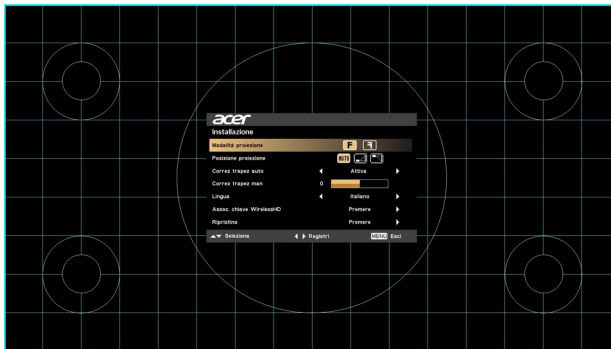 acer
Installazione
Modalità proiezione F F
Posizione proiezione AUTO
Correz trapez auto Attiva
Correz trapez man 0
Lingua Italiano
Assoc chiave WirelessHD Premere
Ripristino Premere
Seleziona Registri MENU Esci